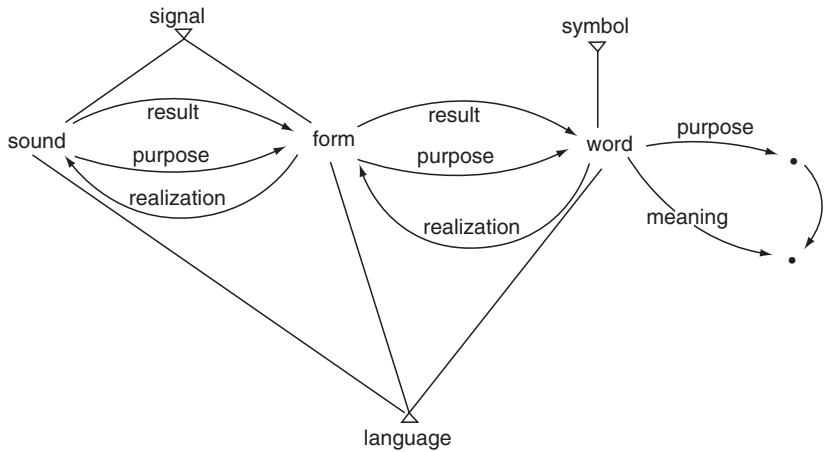 signal
symbol
result
result
sound
form
word
purpose
purpose
purpose
realization
meaning
realization
language